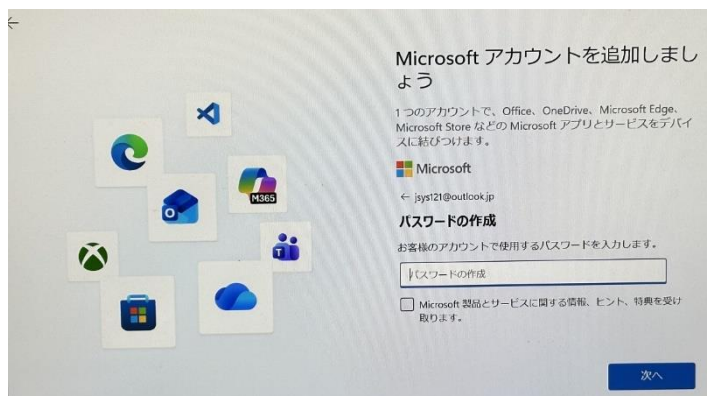 ←
Microsoft アカウントを追加しまし
ょう
1 つのアカウントで、Office、OneDrive、Microsoft Edge、
Microsoft Store などの Microsoft アプリとサービスをデバイ
スに結びつけます。
Microsoft
← jsys121@outlook.jp
パスワードの作成
お客様のアカウントで使用するパスワードを入力します。
パスワードの作成
Microsoft 製品とサービスに関する情報、ヒント、特典を受け
取ります。
次へ
M365
O
T